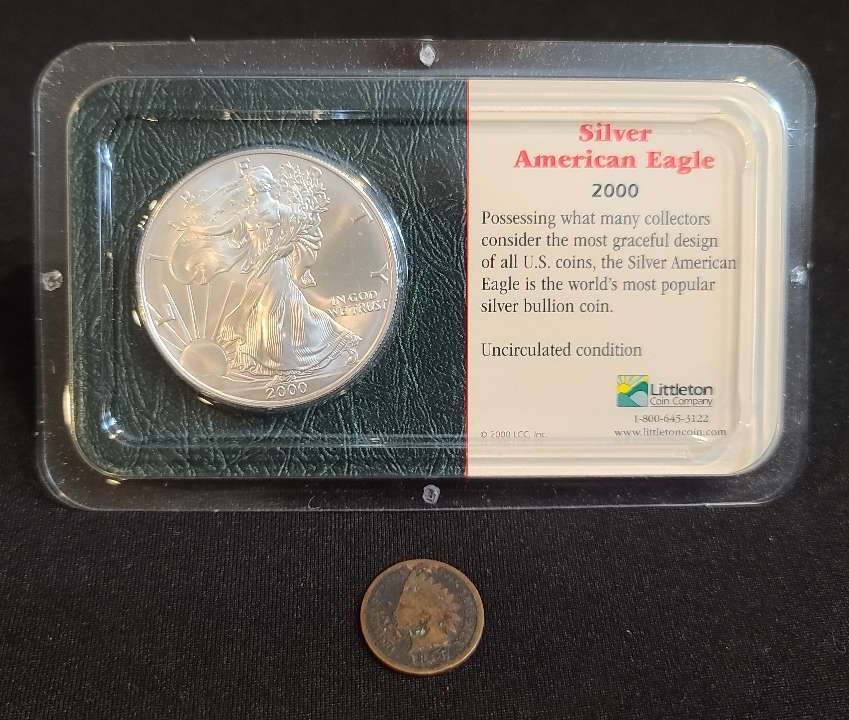 LIBERTY
IN GOD
WE TRUST
2000
Silver
American Eagle
2000
Possessing what many collectors
consider the most graceful design
of all U.S. coins, the Silver American
Eagle is the world's most popular
silver bullion coin.
Uncirculated condition
Littleton
Coin Company
1-800-645-3122
© 2000 LCC, Inc.
www.littletoncoin.com